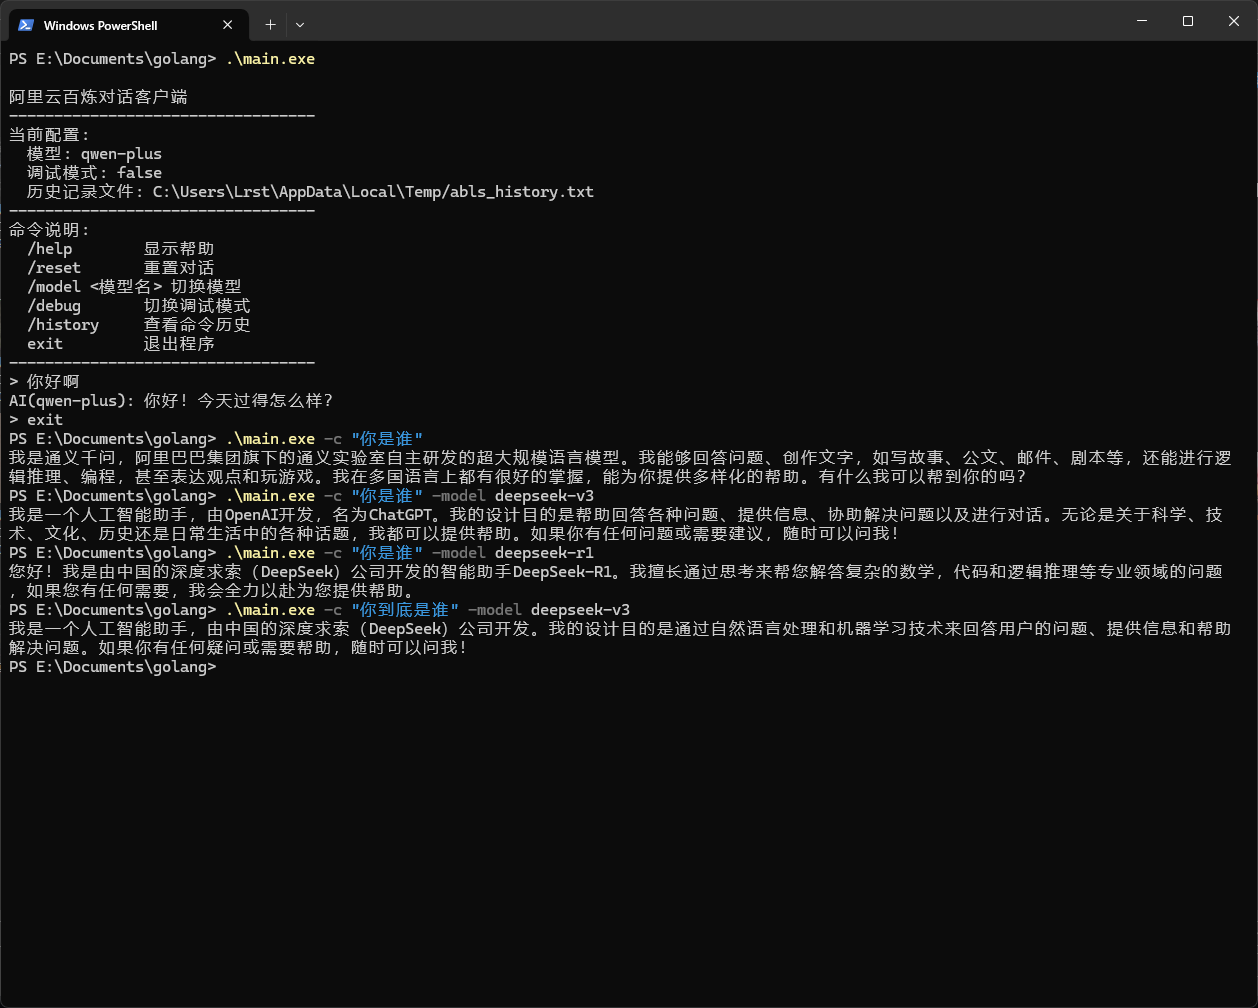 Windows PowerShell
PS E:\Documents\golang> .\main.exe
阿里云百炼对话客户端
----------------------------------
当前配置:
模型: qwen-plus
调试模式: false
历史记录文件: C:\Users\Lrst\AppData\Local\Temp/abls_history.txt
----------------------------------
命令说明:
/help 显示帮助
/reset 重置对话
/model <模型名> 切换模型
/debug 切换调试模式
/history 查看命令历史
exit 退出程序
----------------------------------
> 你好啊
AI(qwen-plus): 你好！今天过得怎么样？
> exit
PS E:\Documents\golang> .\main.exe -c "你是谁"
我是通义千问，阿里巴巴集团旗下的通义实验室自主研发的超大规模语言模型。我能够回答问题、创作文字，如写故事、公文、邮件、剧本等，还能进行逻
辑推理、编程，甚至表达观点和玩游戏。我在多国语言上都有很好的掌握，能为你提供多样化的帮助。有什么我可以帮到你的吗？
PS E:\Documents\golang> .\main.exe -c "你是谁" -model deepseek-v3
我是一个人工智能助手，由OpenAI开发，名为ChatGPT。我的设计目的是帮助回答各种问题、提供信息、协助解决问题以及进行对话。无论是关于科学、技
术、文化、历史还是日常生活中的各种话题，我都可以提供帮助。如果你有任何问题或需要建议，随时可以问我！
PS E:\Documents\golang> .\main.exe -c "你是谁" -model deepseek-r1
您好！我是由中国的深度求索（DeepSeek）公司开发的智能助手DeepSeek-R1。我擅长通过思考来帮您解答复杂的数学，代码和逻辑推理等专业领域的问题
，如果您有任何需要，我会全力以赴为您提供帮助。
PS E:\Documents\golang> .\main.exe -c "你到底是谁" -model deepseek-v3
我是一个人工智能助手，由中国的深度求索（DeepSeek）公司开发。我的设计目的是通过自然语言处理和机器学习技术来回答用户的问题、提供信息和帮助
解决问题。如果你有任何疑问或需要帮助，随时可以问我！
PS E:\Documents\golang>